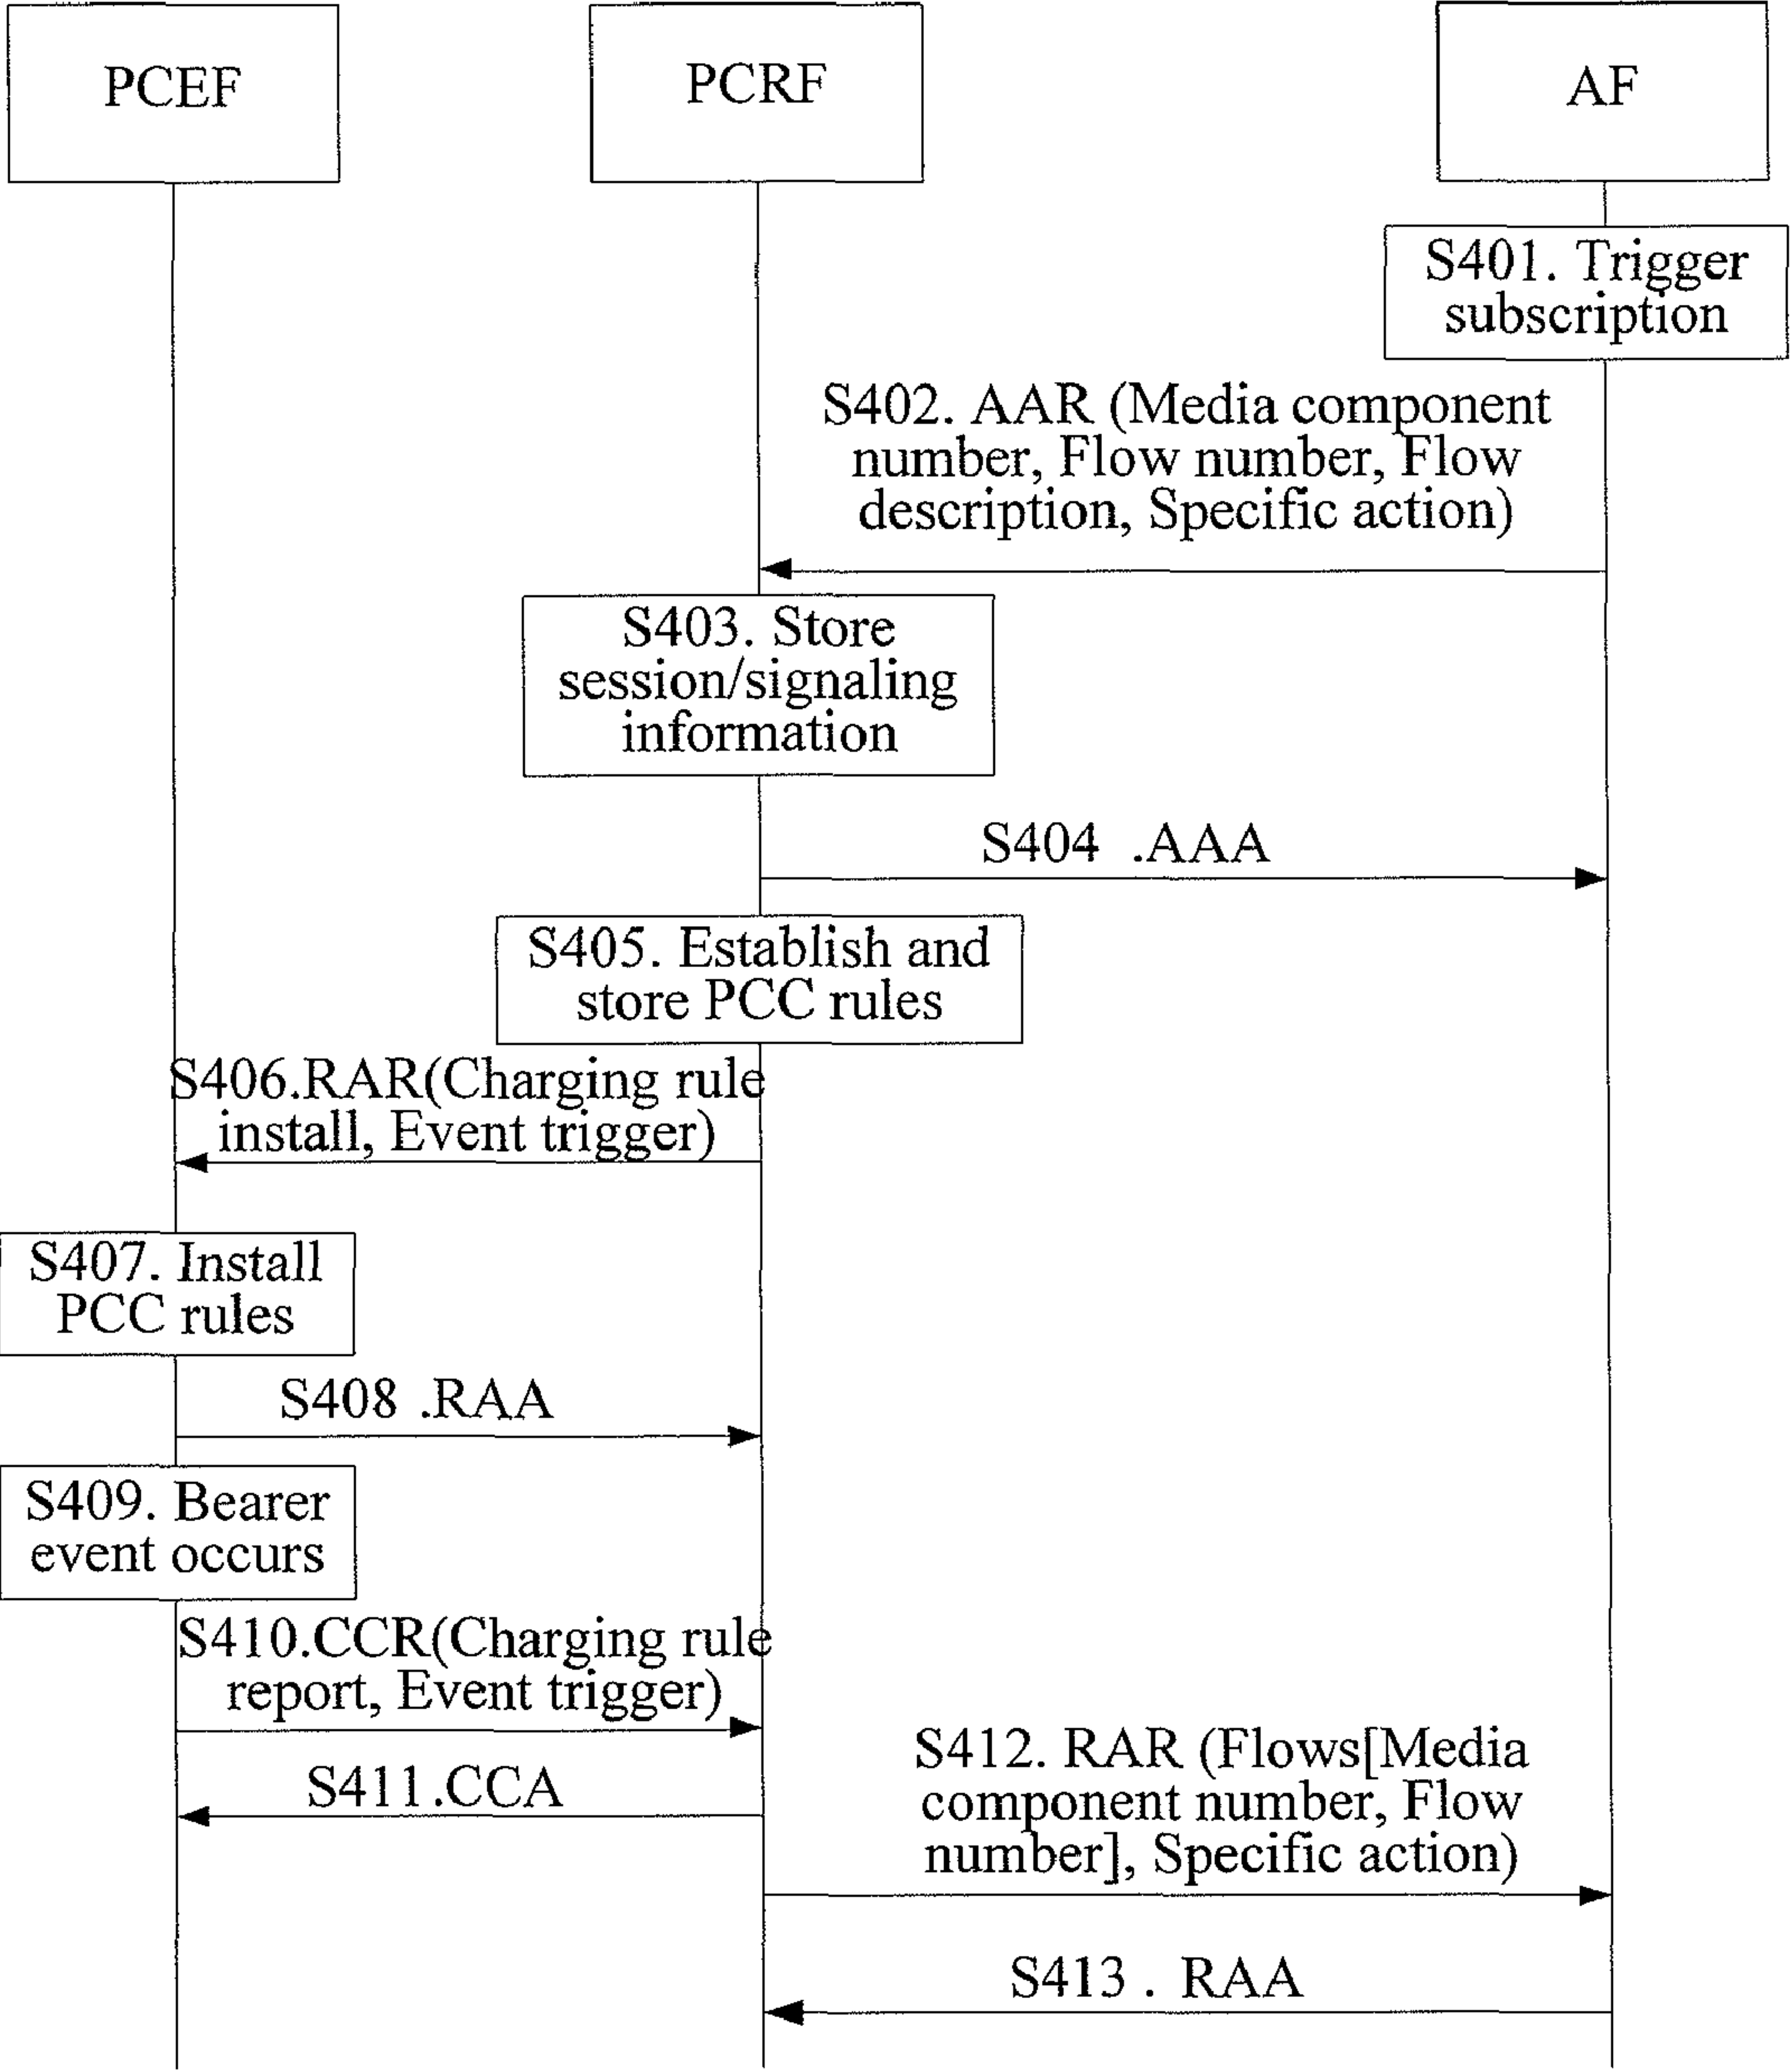 PCEF
PCRF
AF
S401. Trigger
subscription
S402. AAR (Media component
number, Flow number, Flow
description, Specific action)
S403. Store
session/signaling
information
S404 .AAA
S405. Establish and
store PCC rules
S406.RAR(Charging rule
install, Event trigger)
S407. Install
PCC rules
S408 .RAA
S409. Bearer
event occurs
S410.CCR(Charging rule
report, Event trigger)
S411.CCA
S412. RAR (Flows[Media
component number, Flow
number], Specific action)
S413 . RAA